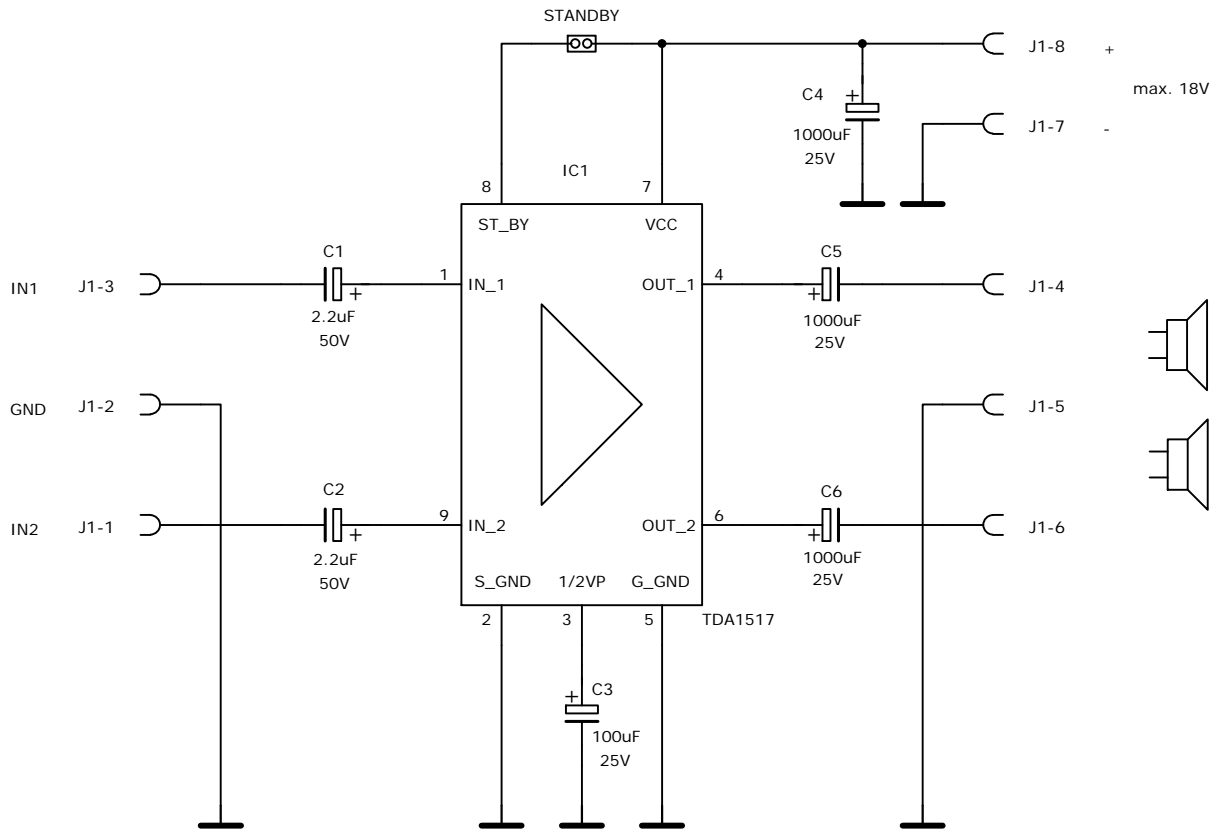 STANDBY
J1-8 +
C4 +
max. 18V
1000uF
25V
J1-7 -
IC1
8 7
ST_BY VCC
C1 C5
IN1 J1-3 + 1 IN_1 OUT_1 4 + J1-4
2.2uF
50V
1000uF
25V
GND J1-2 J1-5
C2 C6
IN2 J1-1 + 9 IN_2 OUT_2 6 + J1-6
2.2uF
50V
1000uF
25V
S_GND 1/2VP G_GND
2 3 5 TDA1517
+ C3
100uF
25V